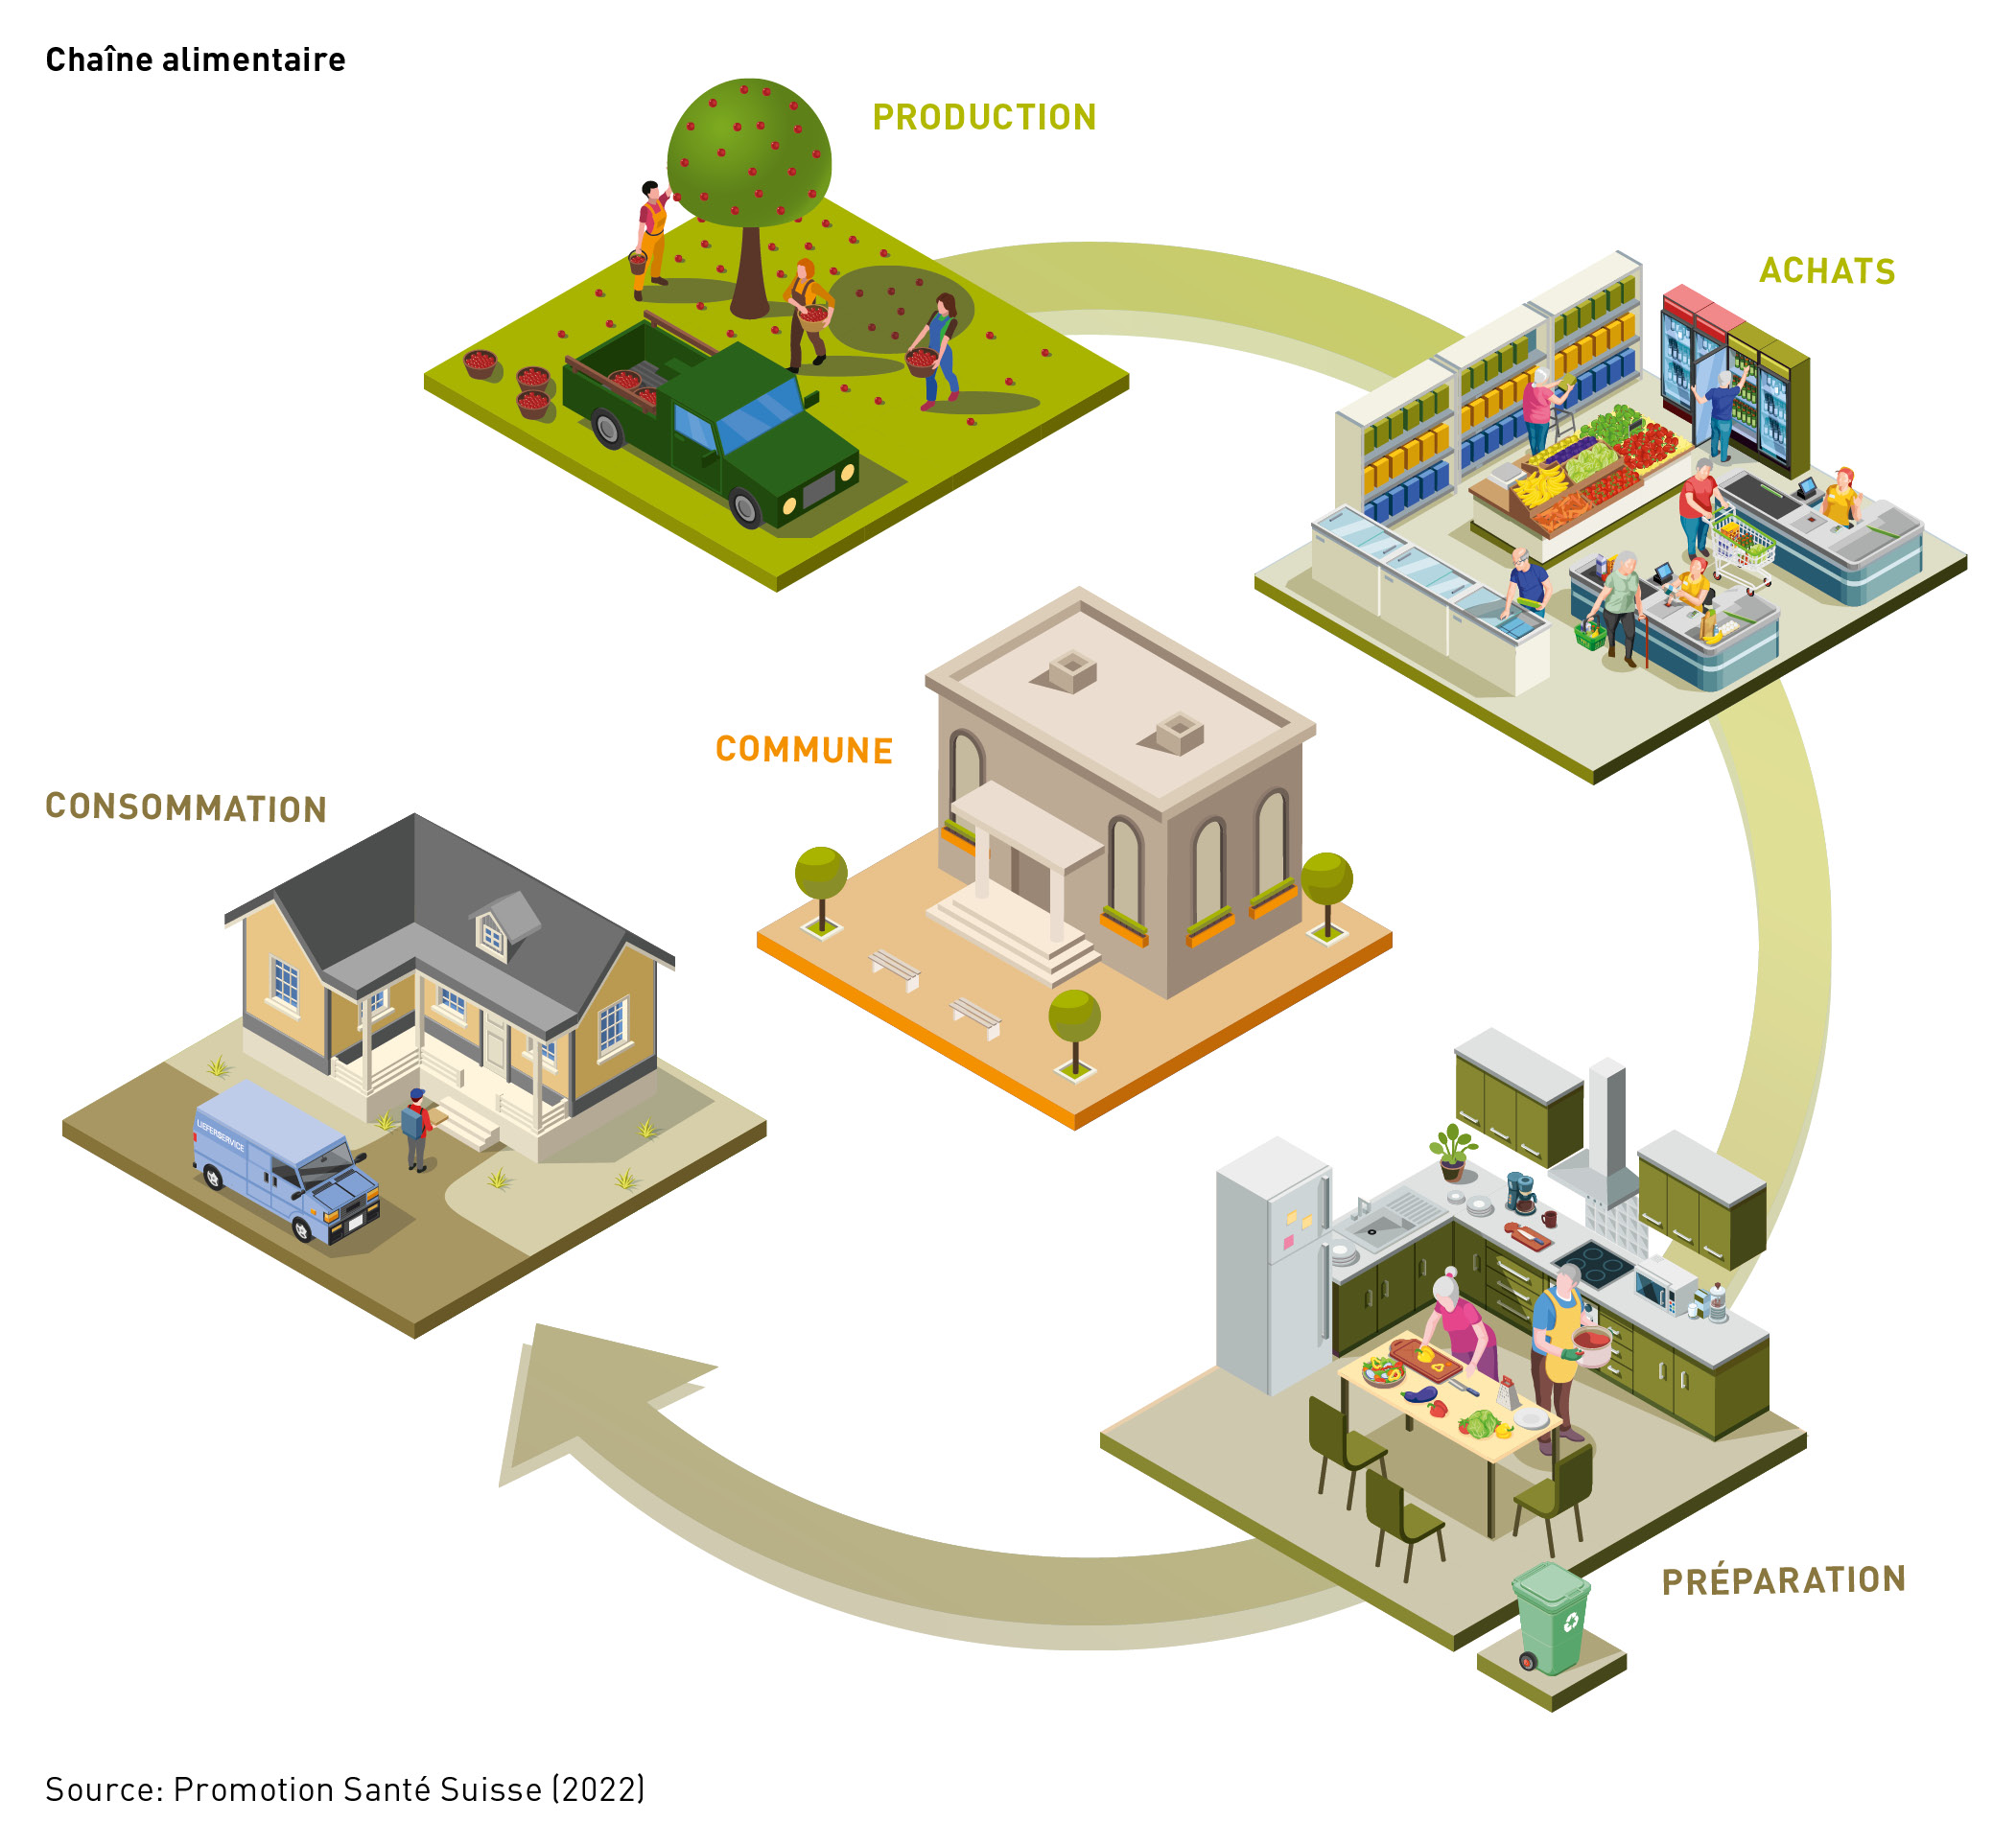 Chaîne alimentaire
PRODUCTION
ACHATS
COMMUNE
CONSOMMATION
LIEFERSERVICE
PRÉPARATION
Source: Promotion Santé Suisse (2022)